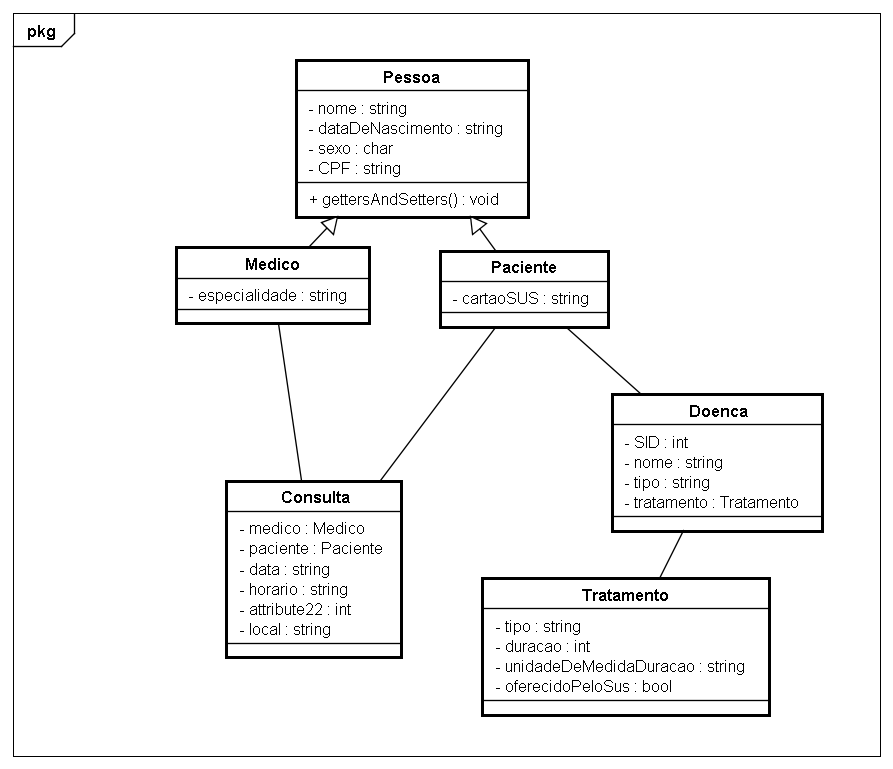 pkg
Pessoa
- nome : string
- dataDeNascimento : string
- sexo : char
- CPF : string
+ gettersAndSetters() : void
Medico
- especialidade : string
Paciente
- cartaoSUS : string
Doenca
- SID : int
- nome : string
- tipo : string
- tratamento : Tratamento
Consulta
- medico : Medico
- paciente : Paciente
- data : string
- horario : string
- attribute22 : int
- local : string
Tratamento
- tipo : string
- duracao : int
- unidadeDeMedidaDuracao : string
- oferecidoPeloSus : bool